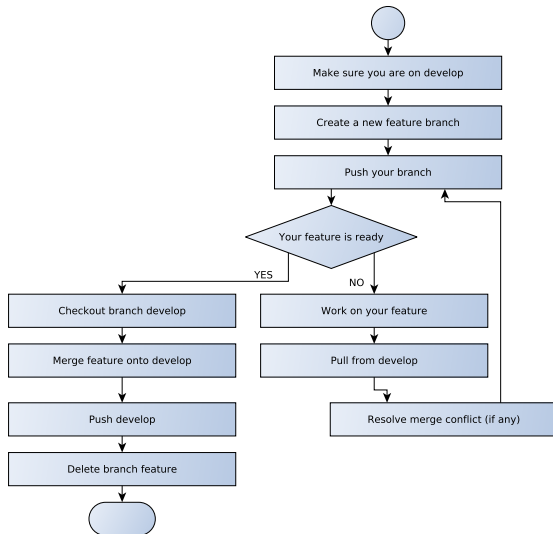 Make sure you are on develop
Create a new feature branch
Push your branch
Your feature is ready
YES
NO
Checkout branch develop
Work on your feature
Merge feature onto develop
Pull from develop
Push develop
Resolve merge conflict (if any)
Delete branch feature